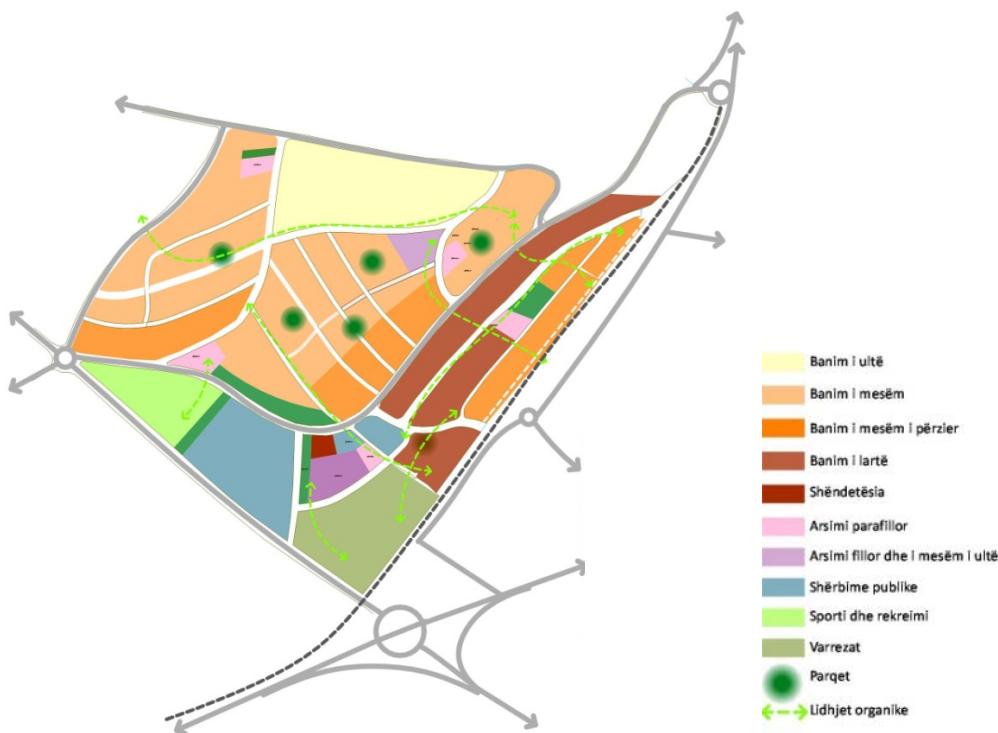 Banim i ultë
Banim i mesëm
Banim i mesëm i përzier
Banim i lartë
Shëndetësia
Arsimi parafillor
Arsimi fillor dhe i mesëm i ultë
Shërbime publike
Sporti dhe rekreimi
Varrezat
Parqet
Lidhjet organike